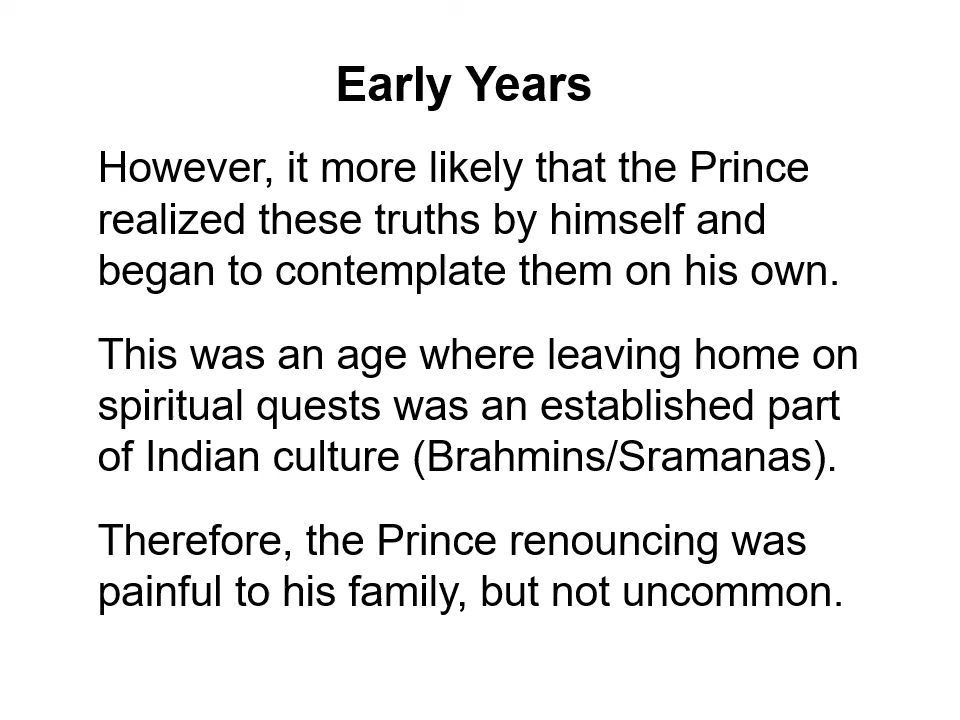 Early Years
However, it more likely that the Prince
realized these truths by himself and
began to contemplate them on his own.
This was an age where leaving home on
spiritual quests was an established part
of Indian culture (Brahmins/Sramanas).
Therefore, the Prince renouncing was
painful to his family, but not uncommon.